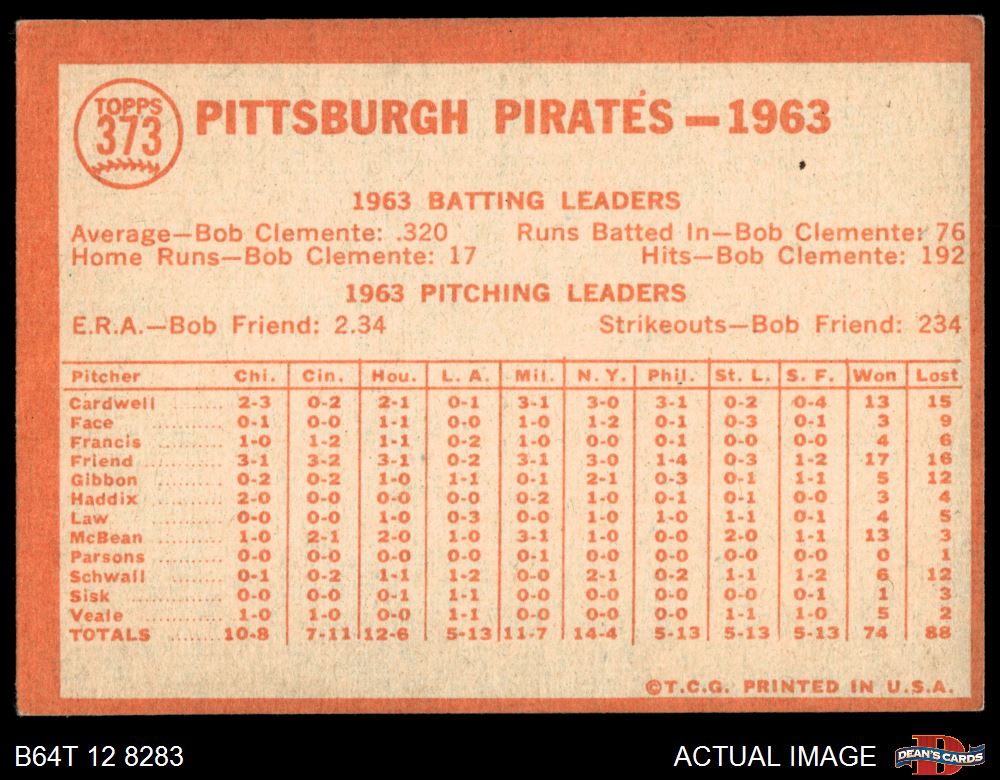 TOPPS
373
PITTSBURGH PIRATES — 1963
1963 BATTING LEADERS
Average—Bob Clemente: .320 Runs Batted In—Bob Clemente: 76
Home Runs—Bob Clemente: 17 Hits—Bob Clemente: 192
1963 PITCHING LEADERS
E.R.A.—Bob Friend: 2.34 Strikeouts—Bob Friend: 234
Pitcher Chi. Cin. Hou. L. A. Mil. N. Y. Phil. St. L. S. F. Won Lost
Cardwell ........ 2-3 0-2 2-1 0-1 3-1 3-0 3-1 0-2 0-4 13 15
Face ........ 0-1 0-0 1-1 0-0 1-0 1-2 0-1 0-3 0-1 3 9
Francis ........ 1-0 1-2 1-1 0-2 1-0 0-0 0-1 0-0 0-0 4 6
Friend ........ 3-1 3-2 3-1 0-2 3-1 3-0 1-4 0-3 1-2 17 16
Gibbon ........ 0-2 0-2 1-0 1-1 0-1 2-1 0-3 0-1 1-1 5 12
Haddix ........ 2-0 0-0 0-0 0-0 0-2 1-0 0-1 0-1 0-0 3 4
Law ........ 0-0 0-0 1-0 0-3 0-0 1-0 1-0 1-1 0-1 4 5
McBean ........ 1-0 2-1 2-0 1-0 3-1 1-0 0-0 2-0 1-1 13 3
Parsons ........ 0-0 0-0 0-0 0-0 0-1 0-0 0-0 0-0 0-0 0 1
Schwall ........ 0-1 0-2 1-1 1-2 0-0 2-1 0-2 1-1 1-2 6 12
Sisk ........ 0-0 0-0 0-1 1-1 0-0 0-0 0-1 0-0 0-0 1 3
Veale ........ 1-0 1-0 0-1 1-1 0-0 0-0 0-0 1-1 1-0 5 2
TOTALS ........ 10-8 7-11 12-6 5-13 11-7 14-4 5-13 5-13 5-13 74 88
©T.C.G. PRINTED IN U.S.A.
B64T 12 8283 ACTUAL IMAGE DEAN'S CARDS